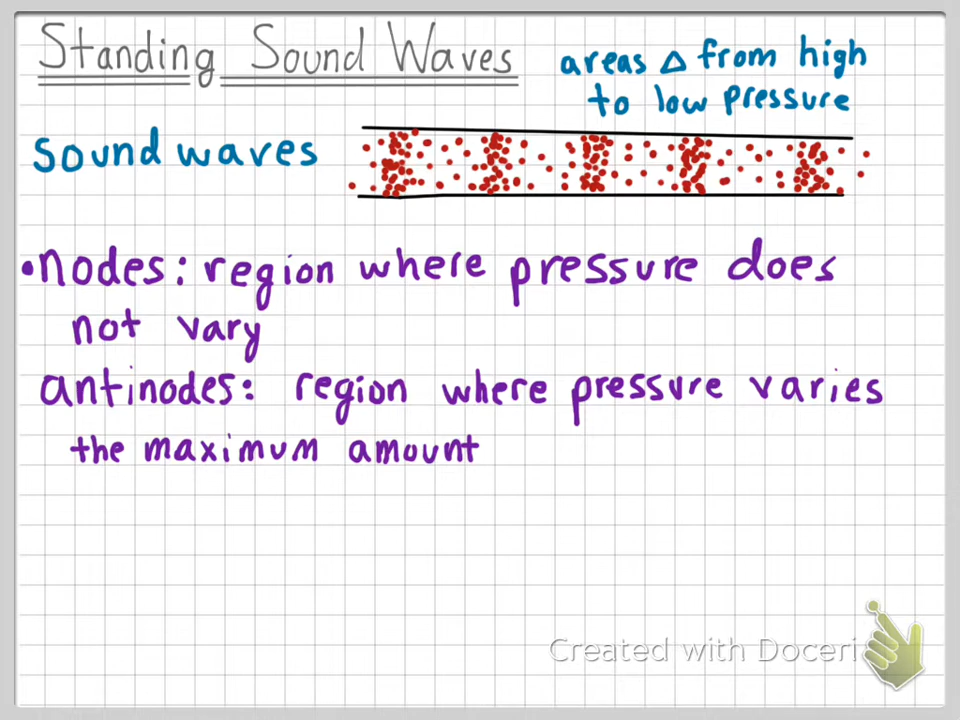 Standing Sound Waves
areas Δ from high
to low pressure
sound waves
•nodes: region where pressure does
not vary
antinodes: region where pressure varies
the maximum amount
Created with Doceri